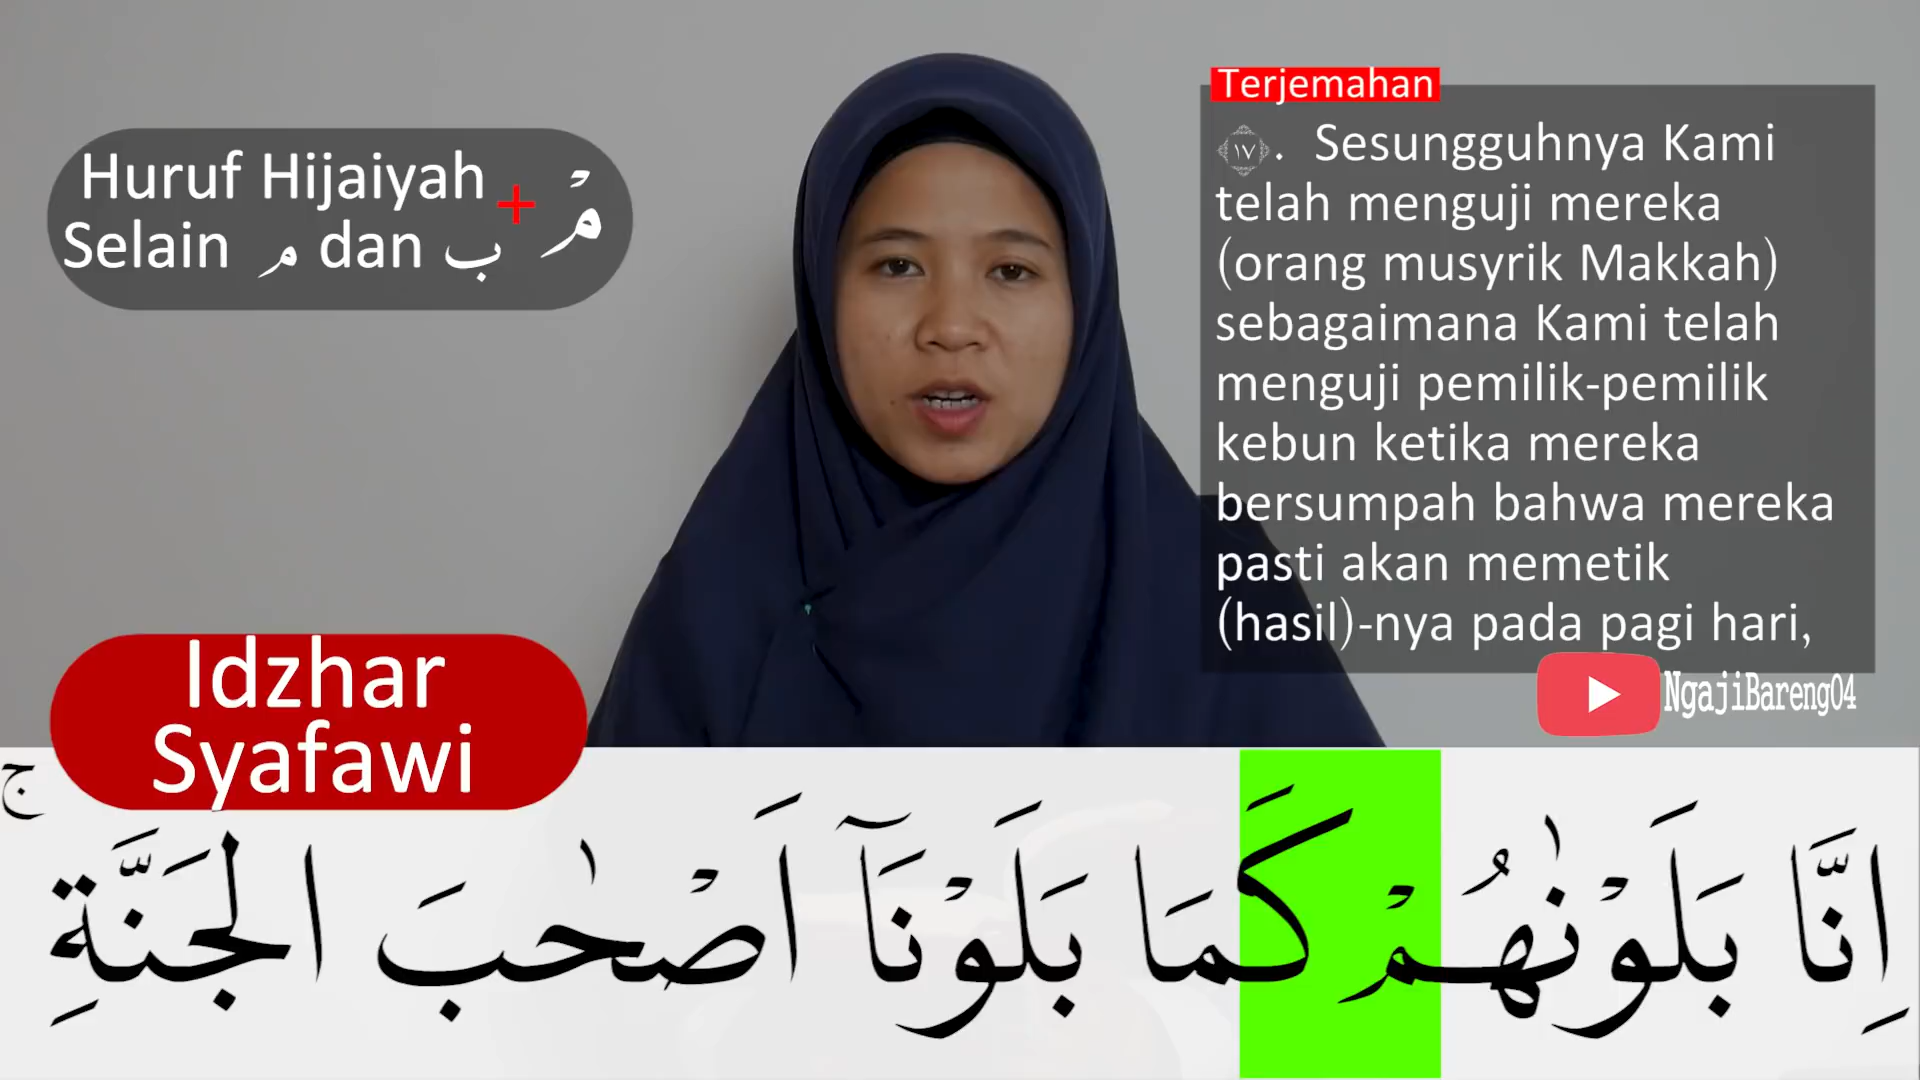 Huruf Hijaiyah
Selain م dan ب + مْ
Terjemahan
۝١٧. Sesungguhnya Kami
telah menguji mereka
(orang musyrik Makkah)
sebagaimana Kami telah
menguji pemilik-pemilik
kebun ketika mereka
bersumpah bahwa mereka
pasti akan memetik
(hasil)-nya pada pagi hari,
NgajiBareng04
Idzhar
Syafawi
اِنَّا بَلَوْنٰهُمْ كَمَا بَلَوْنَآ اَصْحٰبَ الْجَنَّةِۚ